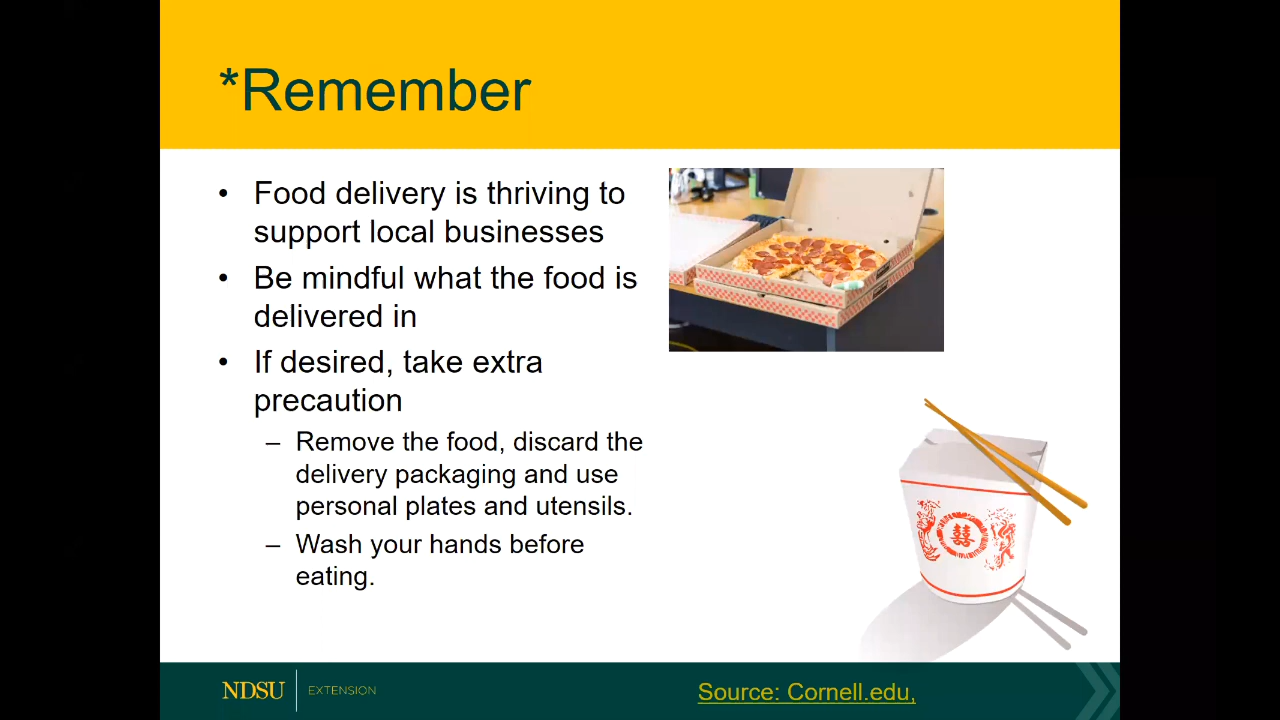 *Remember
• Food delivery is thriving to
support local businesses
• Be mindful what the food is
delivered in
• If desired, take extra
precaution
– Remove the food, discard the
delivery packaging and use
personal plates and utensils.
– Wash your hands before
eating.
囍
NDSU EXTENSION
Source: Cornell.edu,